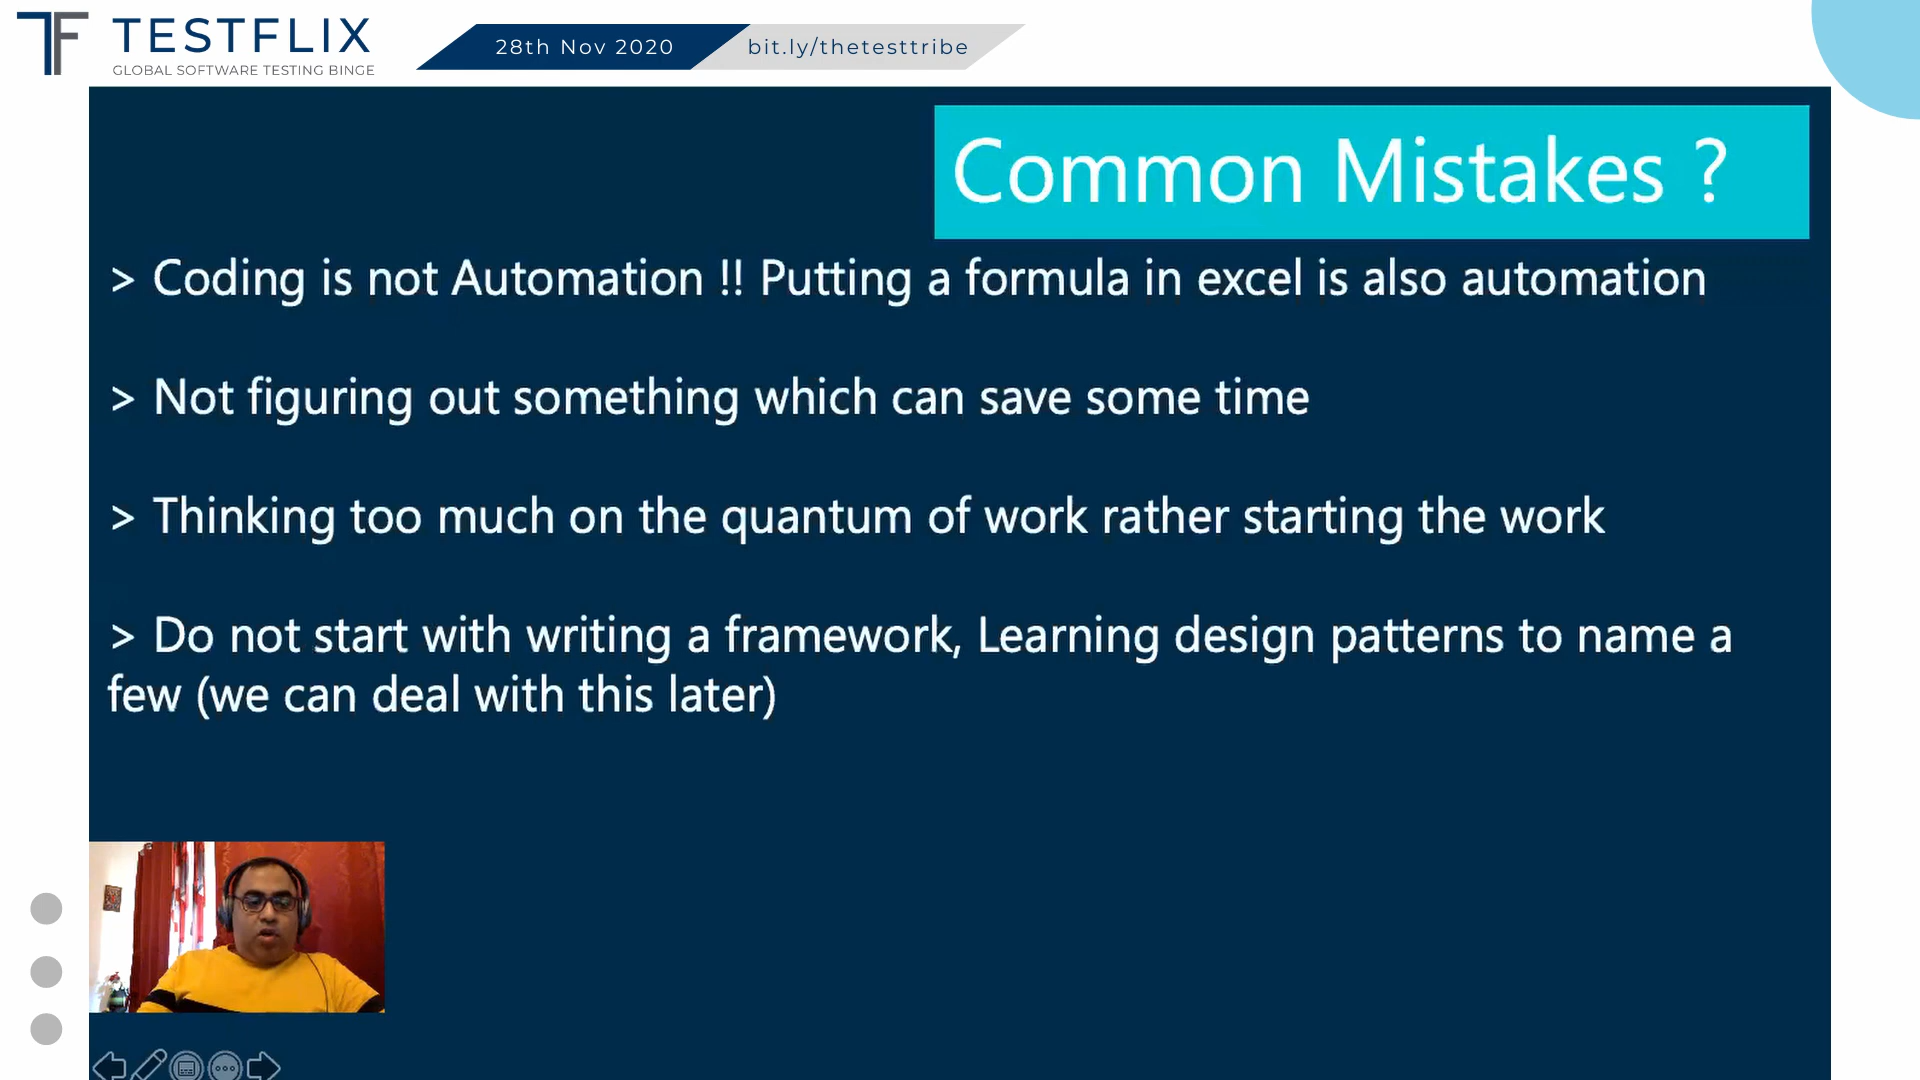 TF TESTFLIX
GLOBAL SOFTWARE TESTING BINGE
28th Nov 2020
bit.ly/thetesttribe
Common Mistakes ?
> Coding is not Automation !! Putting a formula in excel is also automation
> Not figuring out something which can save some time
> Thinking too much on the quantum of work rather starting the work
> Do not start with writing a framework, Learning design patterns to name a
few (we can deal with this later)